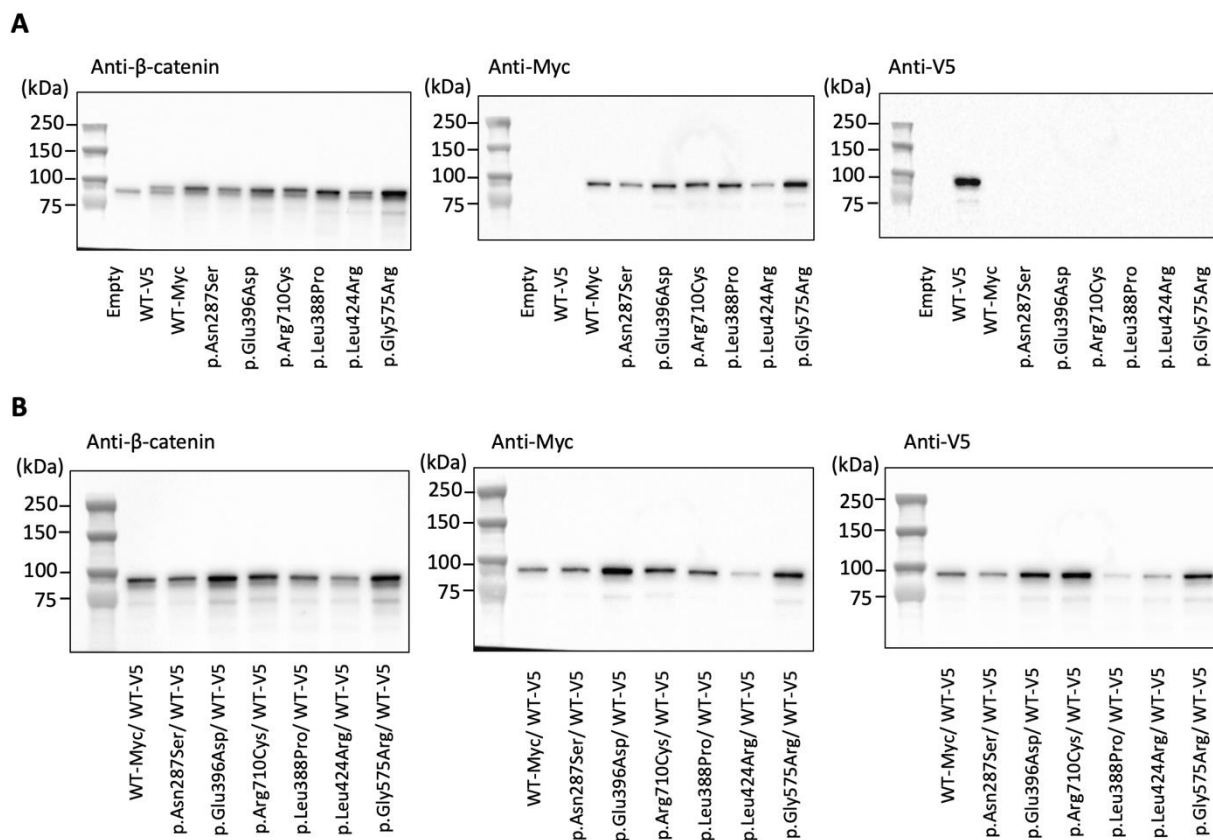 A
Anti-β-catenin
(kDa)
250
150
100
75
Empty
WT-V5
WT-Myc
p.Asn287Ser
p.Glu396Asp
p.Arg710Cys
p.Leu388Pro
p.Leu424Arg
p.Gly575Arg
Anti-Myc
(kDa)
250
150
100
75
Empty
WT-V5
WT-Myc
p.Asn287Ser
p.Glu396Asp
p.Arg710Cys
p.Leu388Pro
p.Leu424Arg
p.Gly575Arg
Anti-V5
(kDa)
250
150
100
75
Empty
WT-V5
WT-Myc
p.Asn287Ser
p.Glu396Asp
p.Arg710Cys
p.Leu388Pro
p.Leu424Arg
p.Gly575Arg
B
Anti-β-catenin
(kDa)
250
150
100
75
WT-Myc/ WT-V5
p.Asn287Ser/ WT-V5
p.Glu396Asp/ WT-V5
p.Arg710Cys/ WT-V5
p.Leu388Pro/ WT-V5
p.Leu424Arg/ WT-V5
p.Gly575Arg/ WT-V5
Anti-Myc
(kDa)
250
150
100
75
WT-Myc/ WT-V5
p.Asn287Ser/ WT-V5
p.Glu396Asp/ WT-V5
p.Arg710Cys/ WT-V5
p.Leu388Pro/ WT-V5
p.Leu424Arg/ WT-V5
p.Gly575Arg/ WT-V5
Anti-V5
(kDa)
250
150
100
75
WT-Myc/ WT-V5
p.Asn287Ser/ WT-V5
p.Glu396Asp/ WT-V5
p.Arg710Cys/ WT-V5
p.Leu388Pro/ WT-V5
p.Leu424Arg/ WT-V5
p.Gly575Arg/ WT-V5